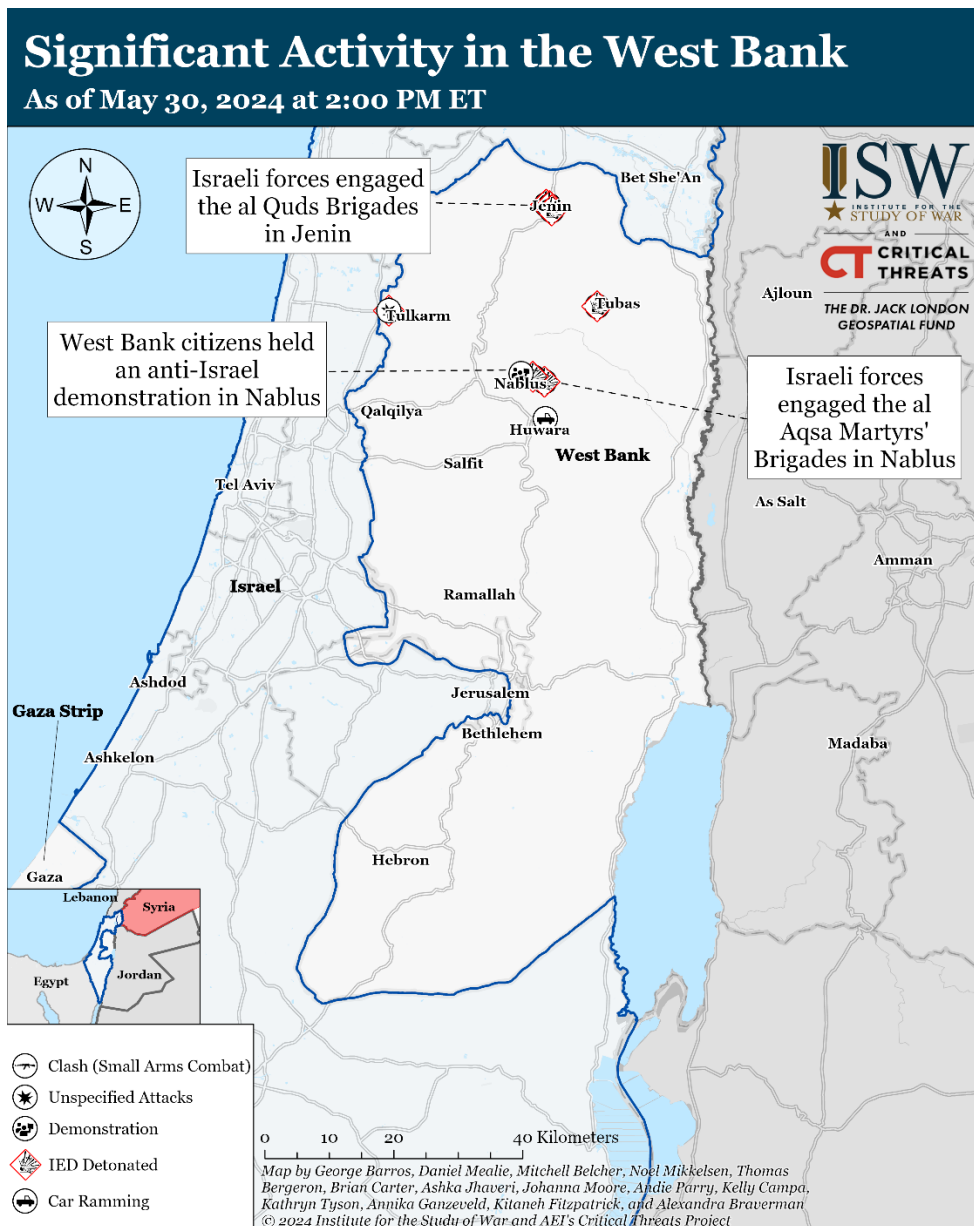 Significant Activity in the West Bank
As of May 30, 2024 at 2:00 PM ET
N
W
E
S
Israeli forces engaged
the al Quds Brigades
in Jenin
Bet She'An
ISW
INSTITUTE FOR THE
STUDY OF WAR
AND
CT CRITICAL
THREATS
THE DR. JACK LONDON
GEOSPATIAL FUND
Jenin
Ajloun
Tubas
Tulkarm
West Bank citizens held
an anti-Israel
demonstration in Nablus
Nablus
Israeli forces
engaged the al
Aqsa Martyrs'
Brigades in Nablus
Qalqilya
Huwara
West Bank
Salfit
Tel Aviv
As Salt
Amman
Israel
Ramallah
Ashdod
Jerusalem
Gaza Strip
Bethlehem
Madaba
Ashkelon
Hebron
Gaza
Lebanon
Syria
Egypt
Jordan
Clash (Small Arms Combat)
Unspecified Attacks
Demonstration
IED Detonated
Car Ramming
0 10 20 40 Kilometers
Map by George Barros, Daniel Mealie, Mitchell Belcher, Noel Mikkelsen, Thomas
Bergeron, Brian Carter, Ashka Jhaveri, Johanna Moore, Andie Parry, Kelly Campa,
Kathryn Tyson, Annika Ganzeveld, Kitaneh Fitzpatrick, and Alexandra Braverman
© 2024 Institute for the Study of War and AEI's Critical Threats Project